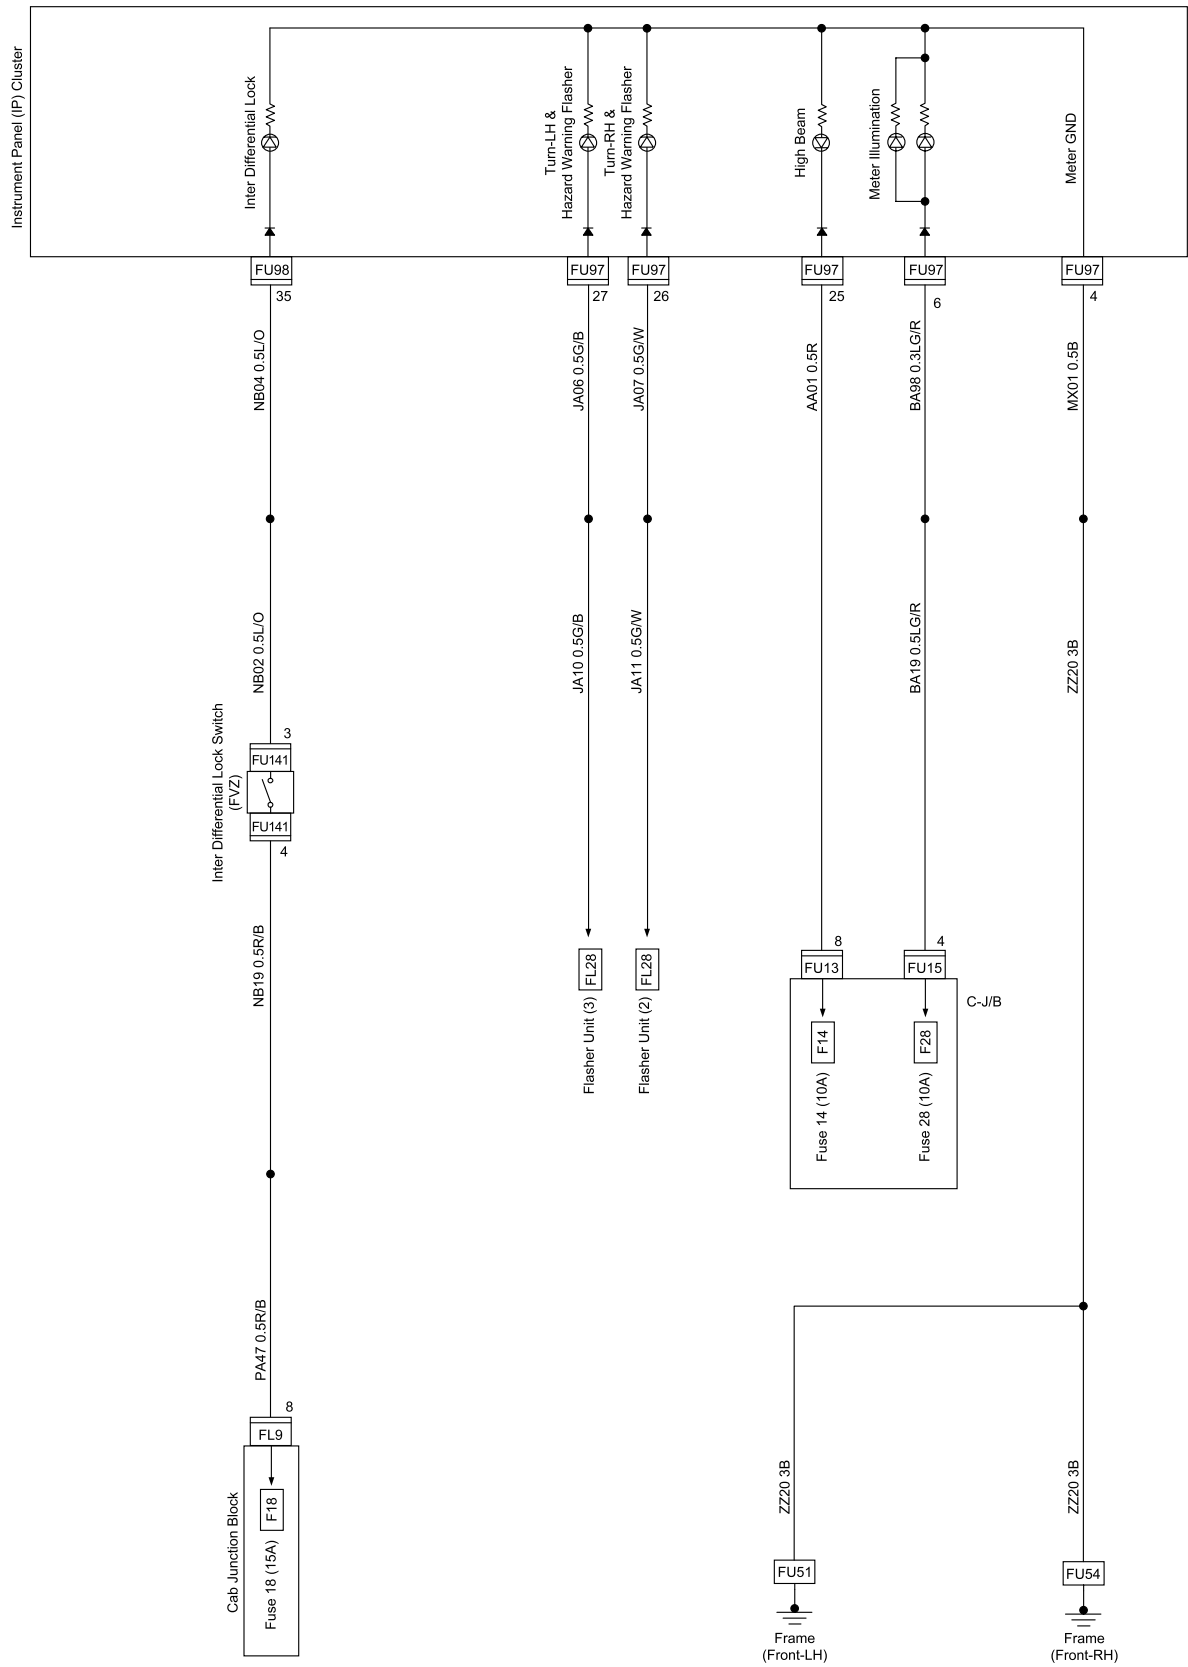 Instrument Panel (IP) Cluster
Inter Differential Lock
Turn-LH &
Hazard Warning Flasher
Turn-RH &
Hazard Warning Flasher
High Beam
Meter Illumination
Meter GND
FU98
FU97
FU97
FU97
FU97
FU97
35
27
26
25
6
4
NB04 0.5L/O
JA06 0.5G/B
JA07 0.5G/W
AA01 0.5R
BA98 0.3LG/R
MX01 0.5B
NB02 0.5L/O
JA10 0.5G/B
JA11 0.5G/W
BA19 0.5LG/R
ZZ20 3B
Inter Differential Lock Switch
(FVZ)
3
FU141
FU141
4
NB19 0.5R/B
FL28
Flasher Unit (3)
FL28
Flasher Unit (2)
8
FU13
4
FU15
C-J/B
F14
Fuse 14 (10A)
F28
Fuse 28 (10A)
PA47 0.5R/B
8
FL9
Cab Junction Block
F18
Fuse 18 (15A)
ZZ20 3B
ZZ20 3B
FU51
FU54
Frame
(Front-LH)
Frame
(Front-RH)